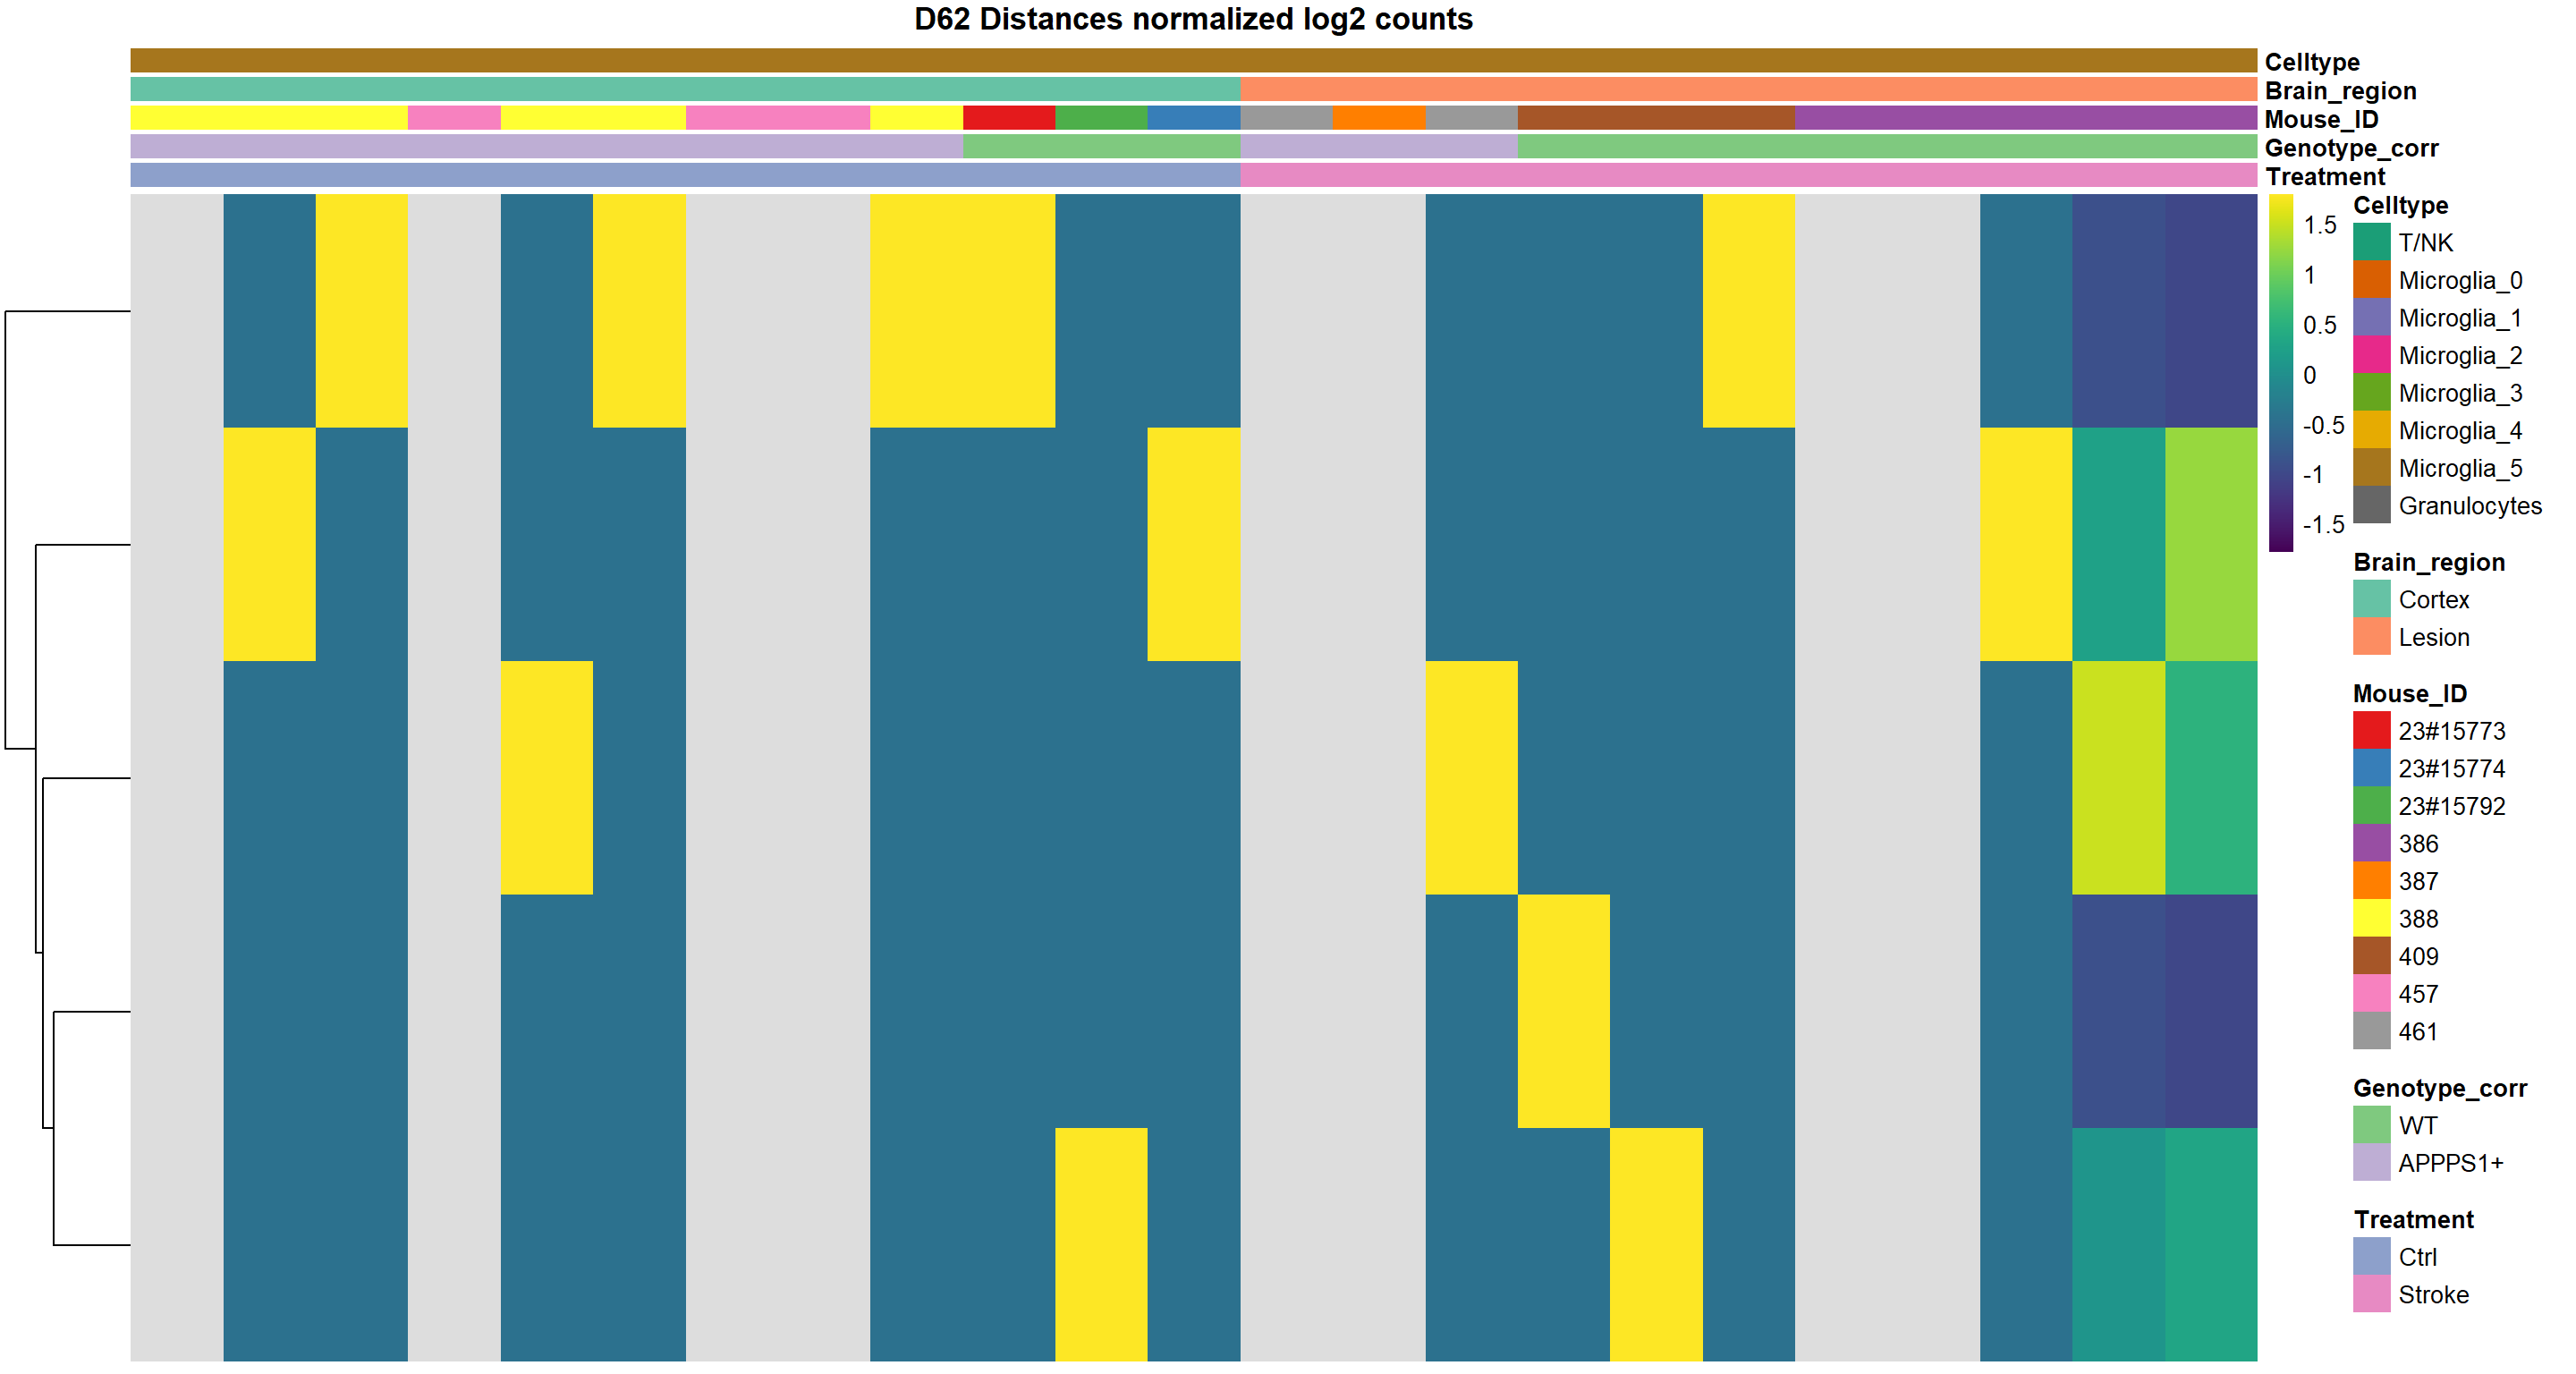 D62 Distances normalized log2 counts
Celltype
Brain_region
Mouse_ID
Genotype_corr
Treatment
1.5
1
0.5
0
-0.5
-1
-1.5
Celltype
T/NK
Microglia_0
Microglia_1
Microglia_2
Microglia_3
Microglia_4
Microglia_5
Granulocytes
Brain_region
Cortex
Lesion
Mouse_ID
23#15773
23#15774
23#15792
386
387
388
409
457
461
Genotype_corr
WT
APPPS1+
Treatment
Ctrl
Stroke